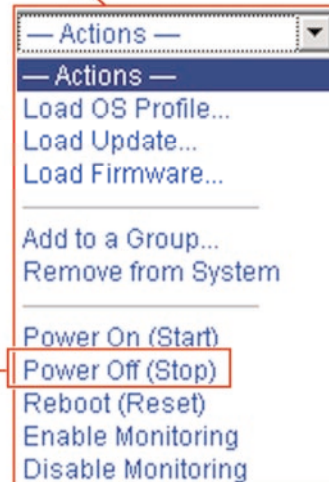 — Actions —
— Actions —
Load OS Profile...
Load Update...
Load Firmware...
Add to a Group...
Remove from System
Power On (Start)
Power Off (Stop)
Reboot (Reset)
Enable Monitoring
Disable Monitoring